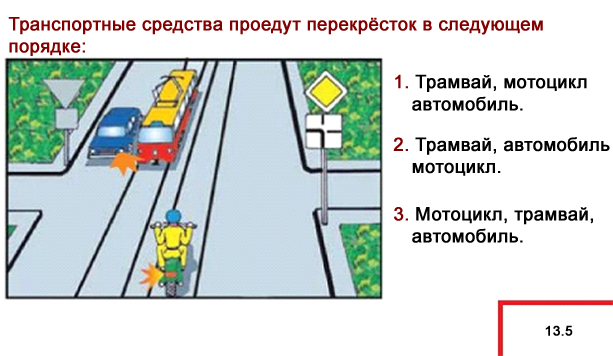 Транспортные средства проедут перекрёсток в следующем
порядке:
1. Трамвай, мотоцикл
автомобиль.
2. Трамвай, автомобиль
мотоцикл.
3. Мотоцикл, трамвай,
автомобиль.
13.5